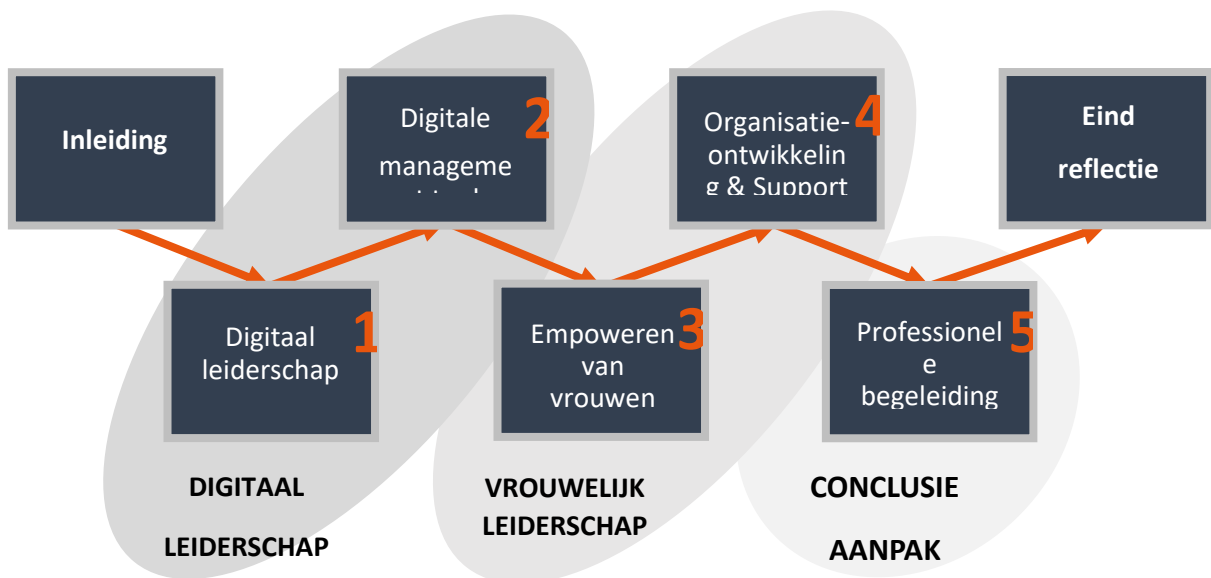 Inleiding
Digitale
manageme
2
Organisatie-
ontwikkelin
g & Support
4
Eind
reflectie
Digitaal
leiderschap
1
Empoweren
van
vrouwen
3
Professionel
e
begeleiding
5
DIGITAAL
LEIDERSCHAP
VROUWELIJK
LEIDERSCHAP
CONCLUSIE
AANPAK